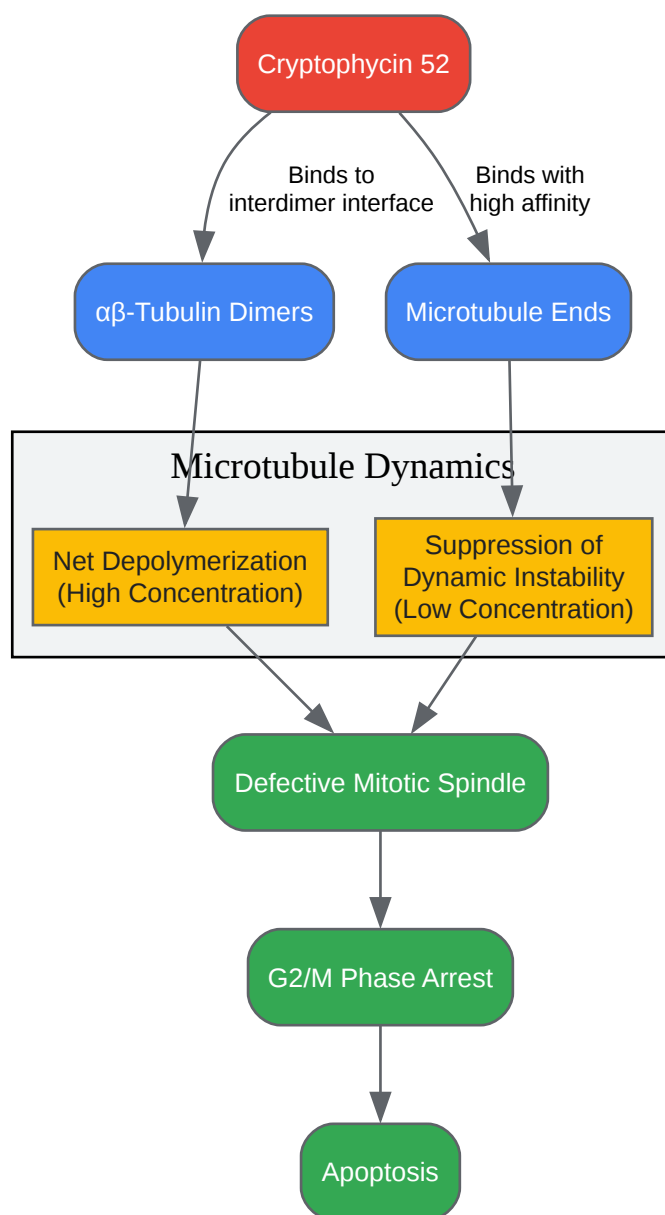 Cryptophycin 52
Binds to
interdimer interface
Binds with
high affinity
αβ-Tubulin Dimers
Microtubule Ends
Microtubule Dynamics
Net Depolymerization
(High Concentration)
Suppression of
Dynamic Instability
(Low Concentration)
Defective Mitotic Spindle
G2/M Phase Arrest
Apoptosis